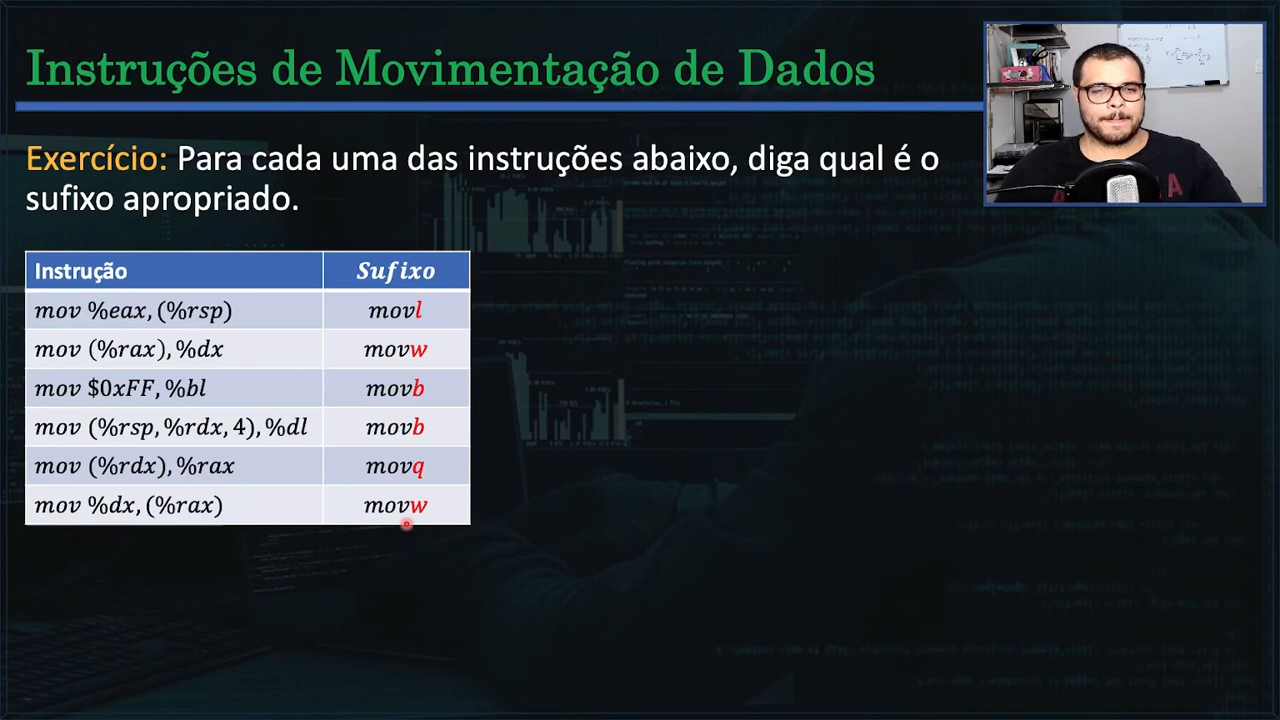 Instruções de Movimentação de Dados
Exercício: Para cada uma das instruções abaixo, diga qual é o
sufixo apropriado.
Instrução Sufixo
mov %eax, (%rsp) movl
mov (%rax), %dx movw
mov $0xFF, %bl movb
mov (%rsp, %rdx, 4), %dl movb
mov (%rdx), %rax movq
mov %dx, (%rax) movw